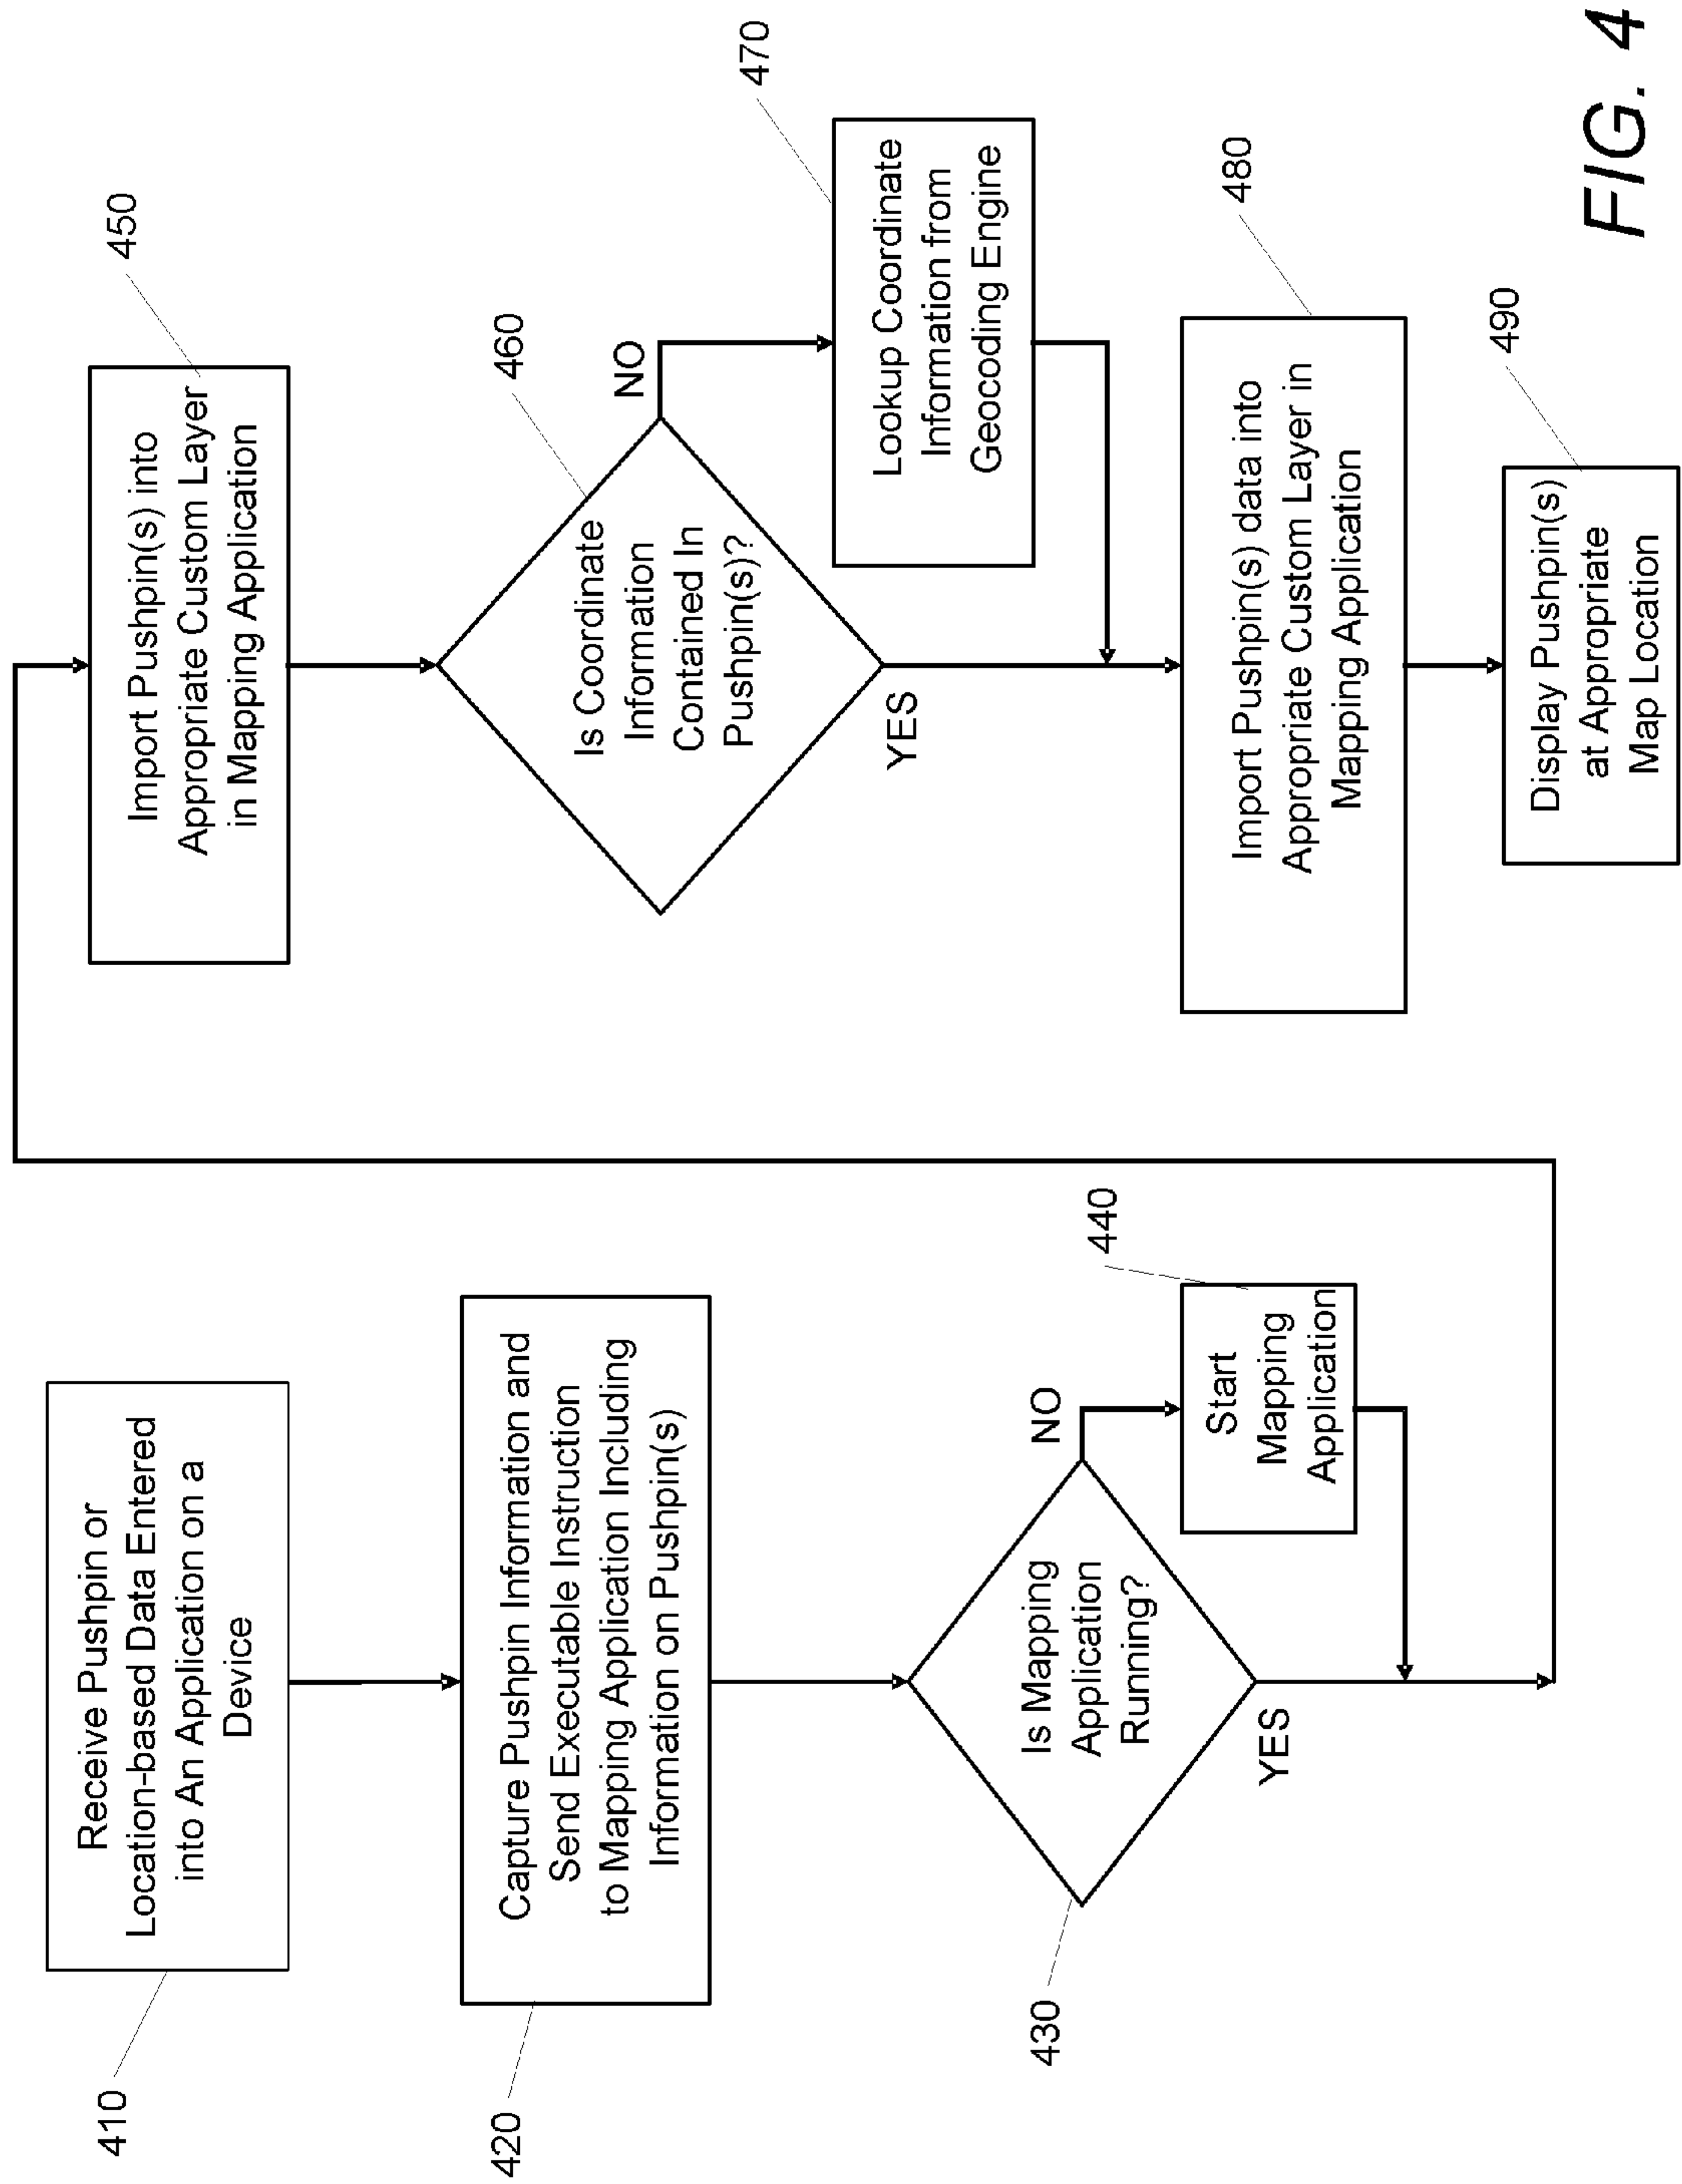 410
Receive Pushpin or
Location-based Data Entered
into An Application on a
Device
420
Capture Pushpin Information and
Send Executable Instruction
to Mapping Application Including
Information on Pushpin(s)
430
Is Mapping
Application
Running?
NO
YES
440
Start
Mapping
Application
450
Import Pushpin(s) into
Appropriate Custom Layer
in Mapping Application
460
Is Coordinate
Information
Contained In
Pushpin(s)?
NO
YES
470
Lookup Coordinate
Information from
Geocoding Engine
480
Import Pushpin(s) data into
Appropriate Custom Layer in
Mapping Application
490
Display Pushpin(s)
at Appropriate
Map Location
FIG. 4